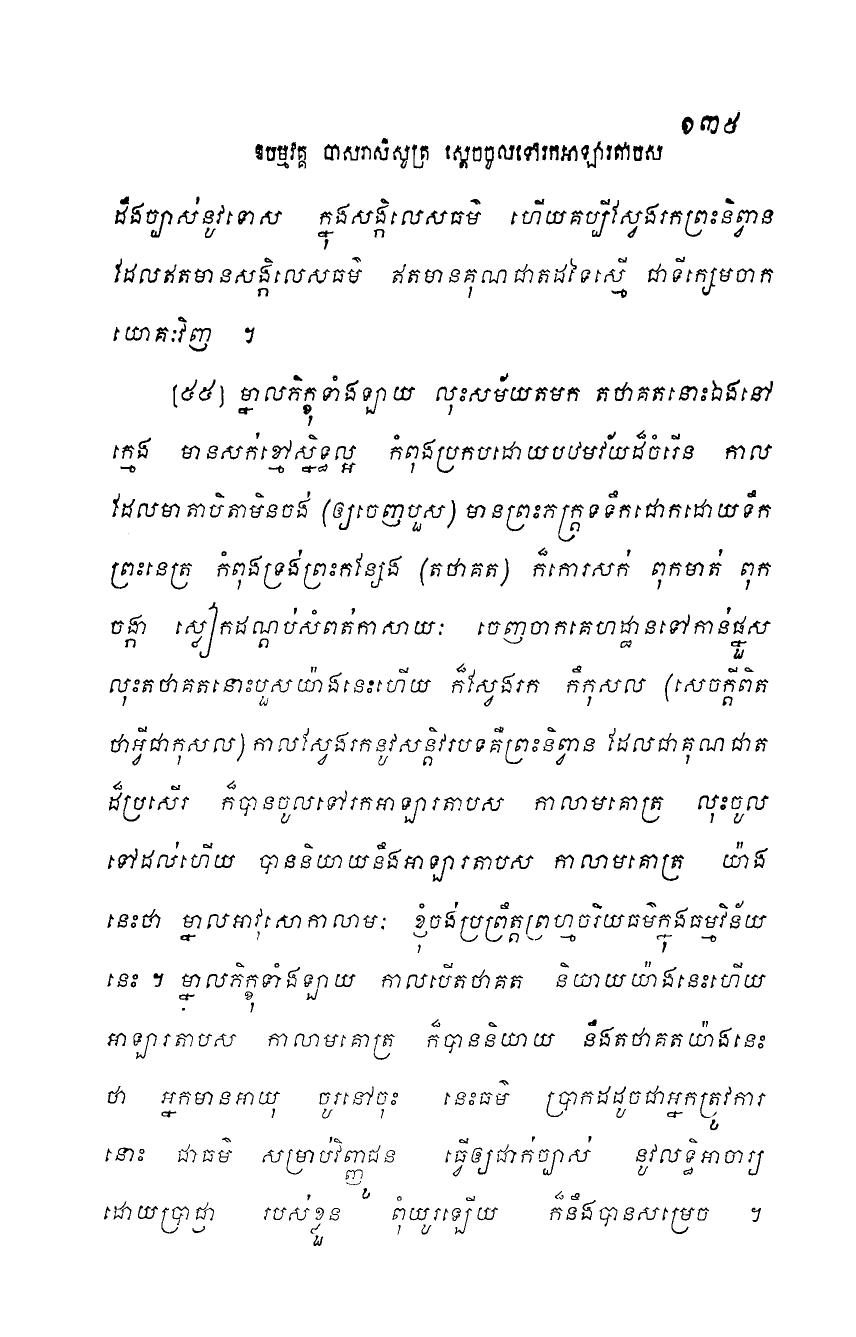 ១៣៥
ឱបម្មវគ្គ បាសរាសិសូត្រ ស្តេចចូលទៅរកអាឡារតាបស
ដឹងច្បាស់នូវទោស ក្នុងសង្កិលេសធម៌ ហើយគប្បីស្វែងរកព្រះនិព្វាន
ដែលឥតមានសង្កិលេសធម៌ ឥតមានគុណជាតដទៃស្មើ ជាទីក្សេមចាក
យោគៈវិញ ។
(៥៥) ម្នាលភិក្ខុទាំងឡាយ លុះសម័យតមក តថាគតនោះឯងនៅ
ក្មេង មានសក់ខ្មៅស្និទ្ធល្អ កំពុងប្រកបដោយបឋមវ័យដ៏ចំរើន កាល
ដែលមាតាបិតាមិនចង់ (ឲ្យចេញបួស) មានព្រះភក្ត្រទទឹកជោកដោយទឹក
ព្រះនេត្រ កំពុងទ្រង់ព្រះកន្សែង (តថាគត) ក៏កោរសក់ ពុកមាត់ ពុក
ចង្កា ស្លៀកដណ្តប់សំពត់កាសាយៈ ចេញចាកគេហដ្ឋានទៅកាន់ផ្នួស
លុះតថាគតនោះបួសយ៉ាងនេះហើយ ក៏ស្វែងរក កឹកុសល (សេចក្តីពិត
ថាអ្វីជាកុសល) កាលស្វែងរកនូវសន្តិវរបទគឺព្រះនិព្វាន ដែលជាគុណជាត
ដ៏ប្រសើរ ក៏បានចូលទៅរកអាឡារតាបស កាលាមគោត្រ លុះចូល
ទៅដល់ហើយ បាននិយាយនឹងអាឡារតាបស កាលាមគោត្រ យ៉ាង
នេះថា ម្នាលអាវុសោកាលាមៈ ខ្ញុំចង់ប្រព្រឹត្តព្រហ្មចរិយធម៌ក្នុងធម្មវិន័យ
នេះ ។ ម្នាលភិក្ខុទាំងឡាយ កាលបើតថាគត និយាយយ៉ាងនេះហើយ
អាឡារតាបស កាលាមគោត្រ ក៏បាននិយាយ នឹងតថាគតយ៉ាងនេះ
ថា អ្នកមានអាយុ ចូរនៅចុះ នេះធម៌ ប្រាកដដូចជាអ្នកត្រូវការ
នោះ ជាធម៌ សម្រាប់វិញ្ញូជន ធ្វើឲ្យជាក់ច្បាស់ នូវលទ្ធិអាចារ្យ
ដោយប្រាជ្ញា របស់ខ្លួន ពុំយូរឡើយ ក៏នឹងបានសម្រេច ។